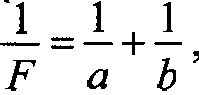 1/F = 1/a + 1/b,